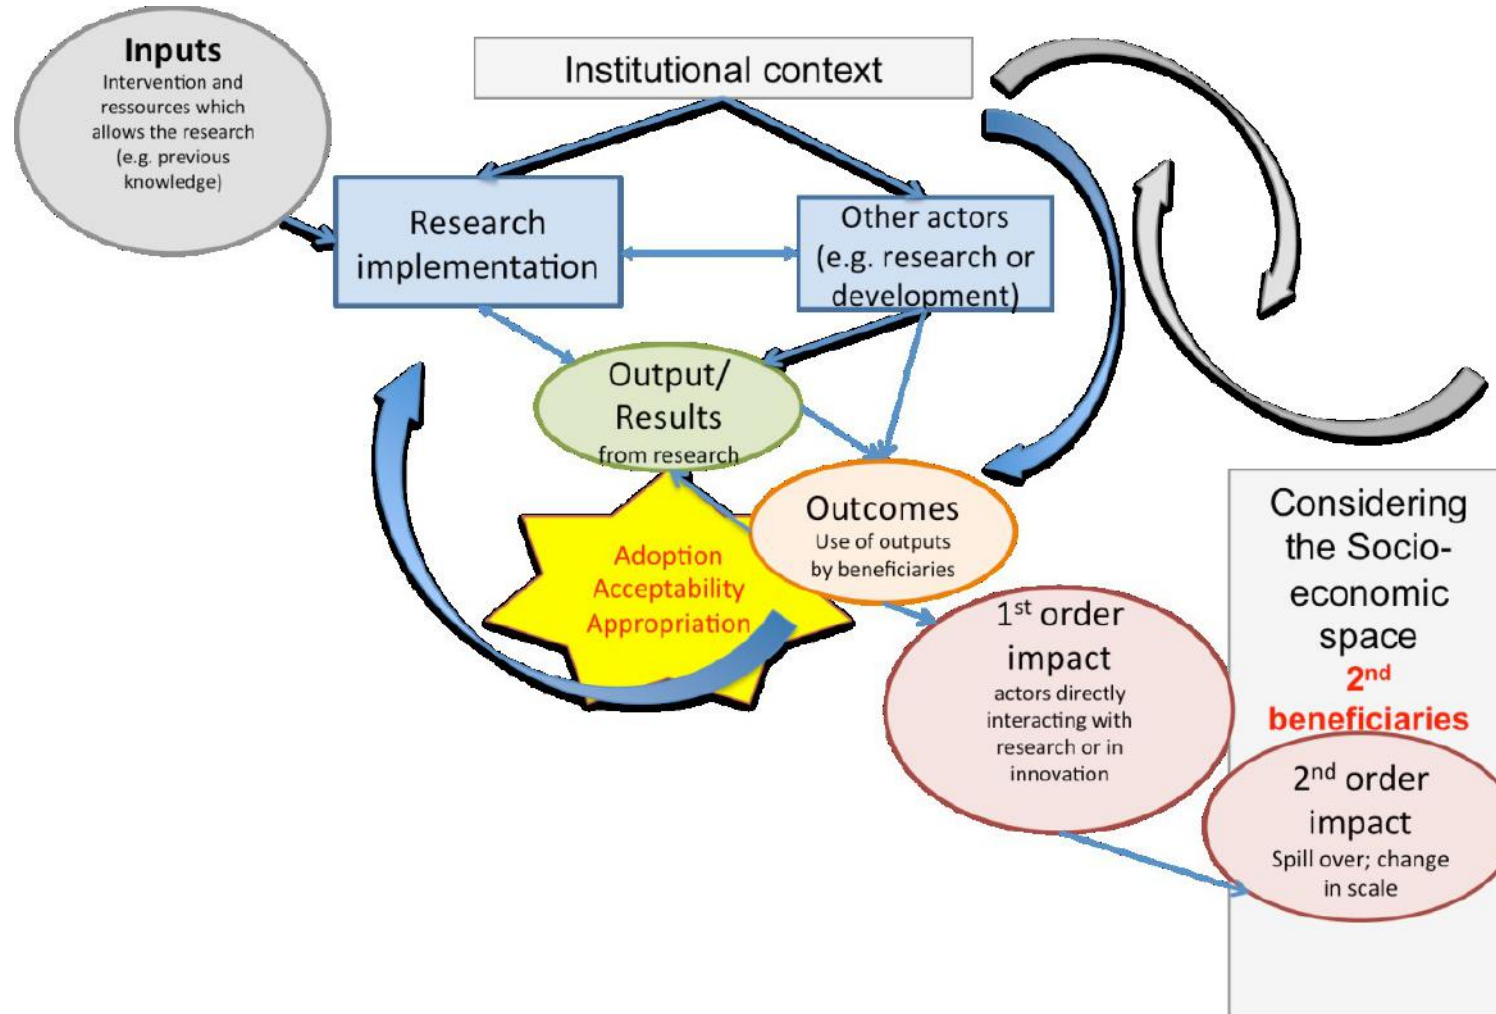 Inputs
Intervention and
ressources which
allows the research
(e.g. previous
knowledge)
Institutional context
Research
implementation
Other actors
(e.g. research or
development)
Output/
Results
from research
Adoption
Acceptability
Appropriation
Outcomes
Use of outputs
by beneficiaries
1st order
impact
actors directly
interacting with
research or in
innovation
Considering
the Socio-
economic
space
2nd
beneficiaries
2nd order
impact
Spill over; change
in scale